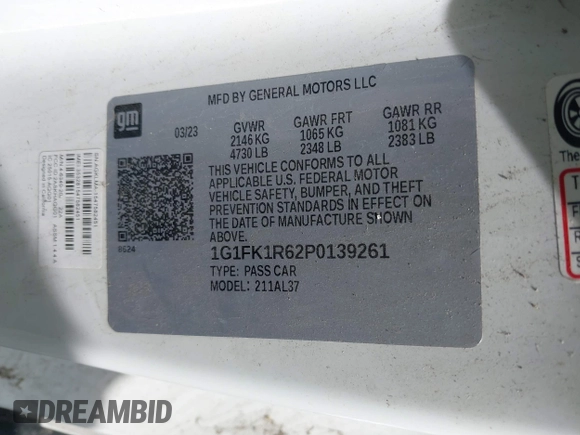 MFD BY GENERAL MOTORS LLC
gm
03/23
GVWR GAWR FRT GAWR RR
2146 KG 1065 KG 1081 KG
4730 LB 2348 LB 2383 LB
THIS VEHICLE CONFORMS TO ALL
APPLICABLE U.S. FEDERAL MOTOR
VEHICLE SAFETY, BUMPER, AND THEFT
PREVENTION STANDARDS IN EFFECT ON
THE DATE OF MANUFACTURE SHOWN
ABOVE.
8624
1G1FK1R62P0139261
TYPE: PASS CAR
MODEL: 211AL37
The
DREAMBID